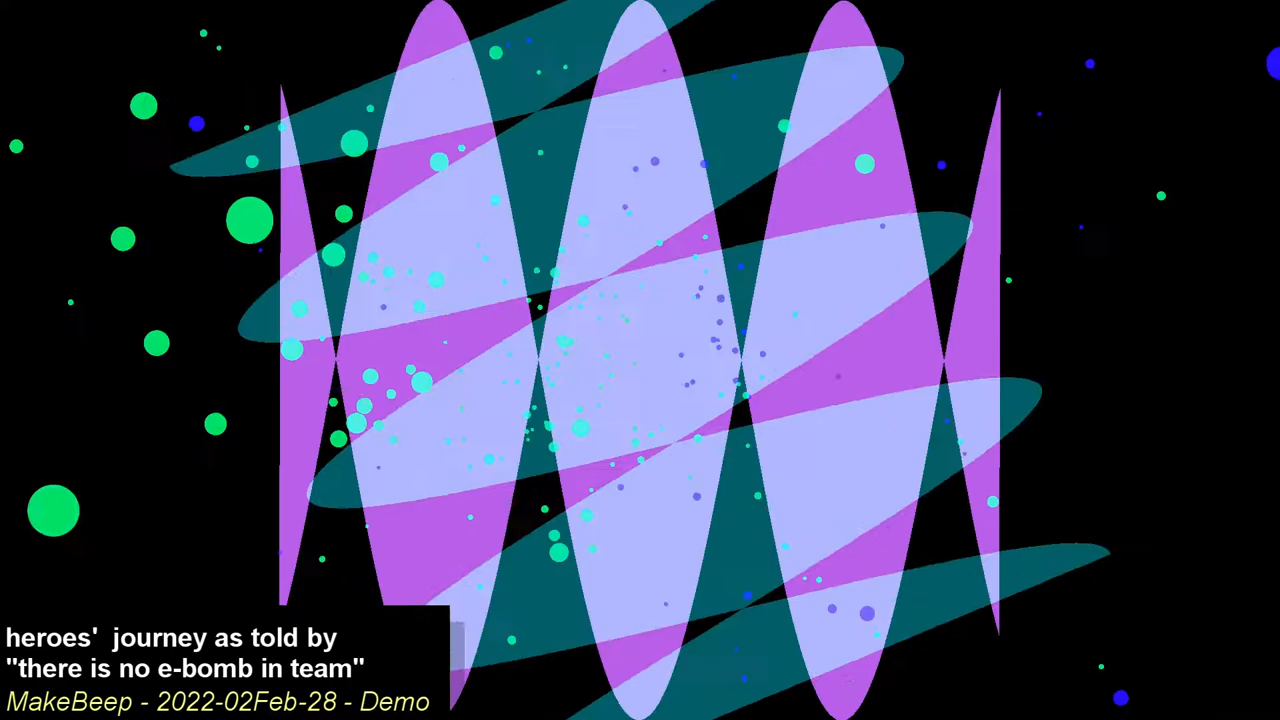 heroes'  journey as told by
"there is no e-bomb in team"
MakeBeep - 2022-02Feb-28 - Demo